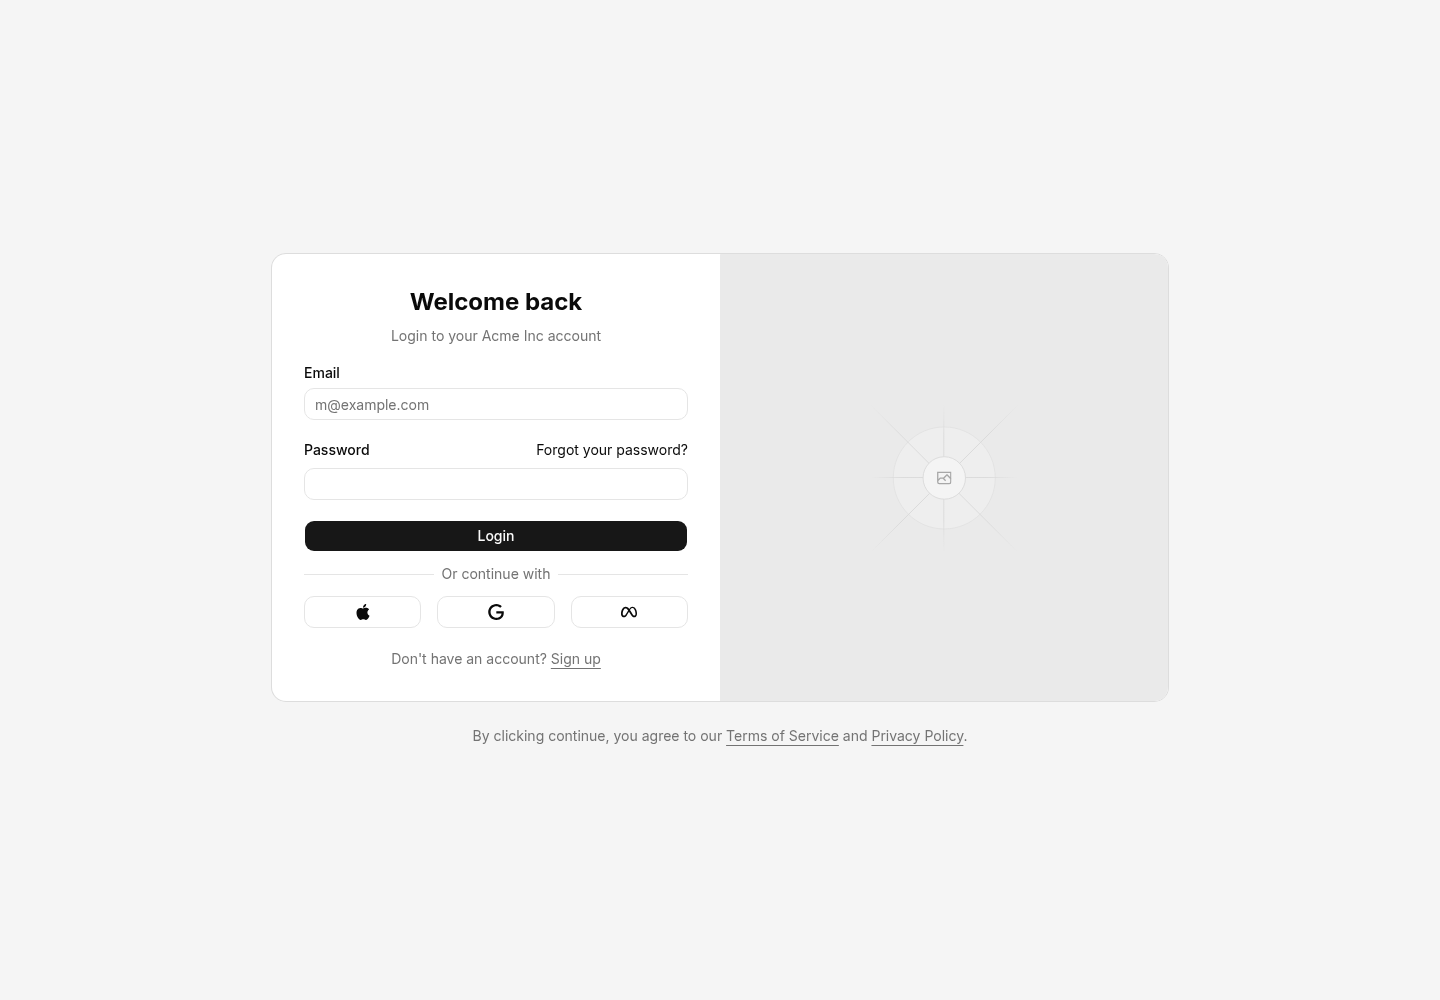 Welcome back
Login to your Acme Inc account
Email
m@example.com
Password
Forgot your password?
Login
Or continue with
Don't have an account? Sign up
By clicking continue, you agree to our Terms of Service and Privacy Policy.